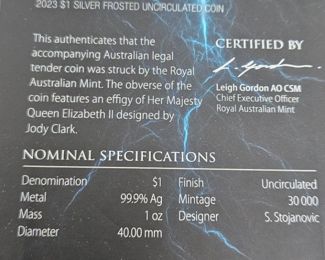 2023 $1 SILVER FROSTED UNCIRCULATED COIN
This authenticates that the
accompanying Australian legal
tender coin was struck by the Royal
Australian Mint. The obverse of the
coin features an effigy of Her Majesty
Queen Elizabeth II designed by
Jody Clark.
CERTIFIED BY
Leigh Gordon AO CSM
Chief Executive Officer
Royal Australian Mint
NOMINAL SPECIFICATIONS
Denomination $1 Finish Uncirculated
Metal 99.9% Ag Mintage 30 000
Mass 1 oz Designer S. Stojanovic
Diameter 40.00 mm